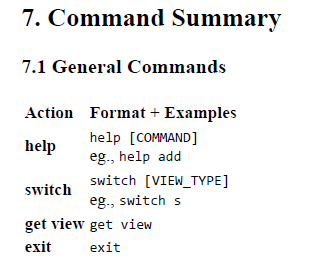 7. Command Summary
7.1 General Commands
Action Format + Examples
help help [COMMAND]
eg., help add
switch switch [VIEW_TYPE]
eg., switch s
get view get view
exit exit